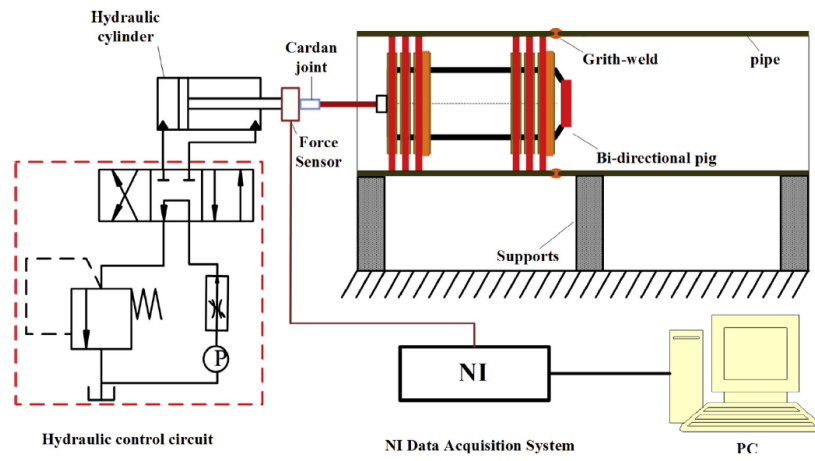 Hydraulic
cylinder
Cardan
joint
Grith-weld
pipe
Force
Sensor
Bi-directional pig
Supports
P
NI
Hydraulic control circuit
NI Data Acquisition System
PC